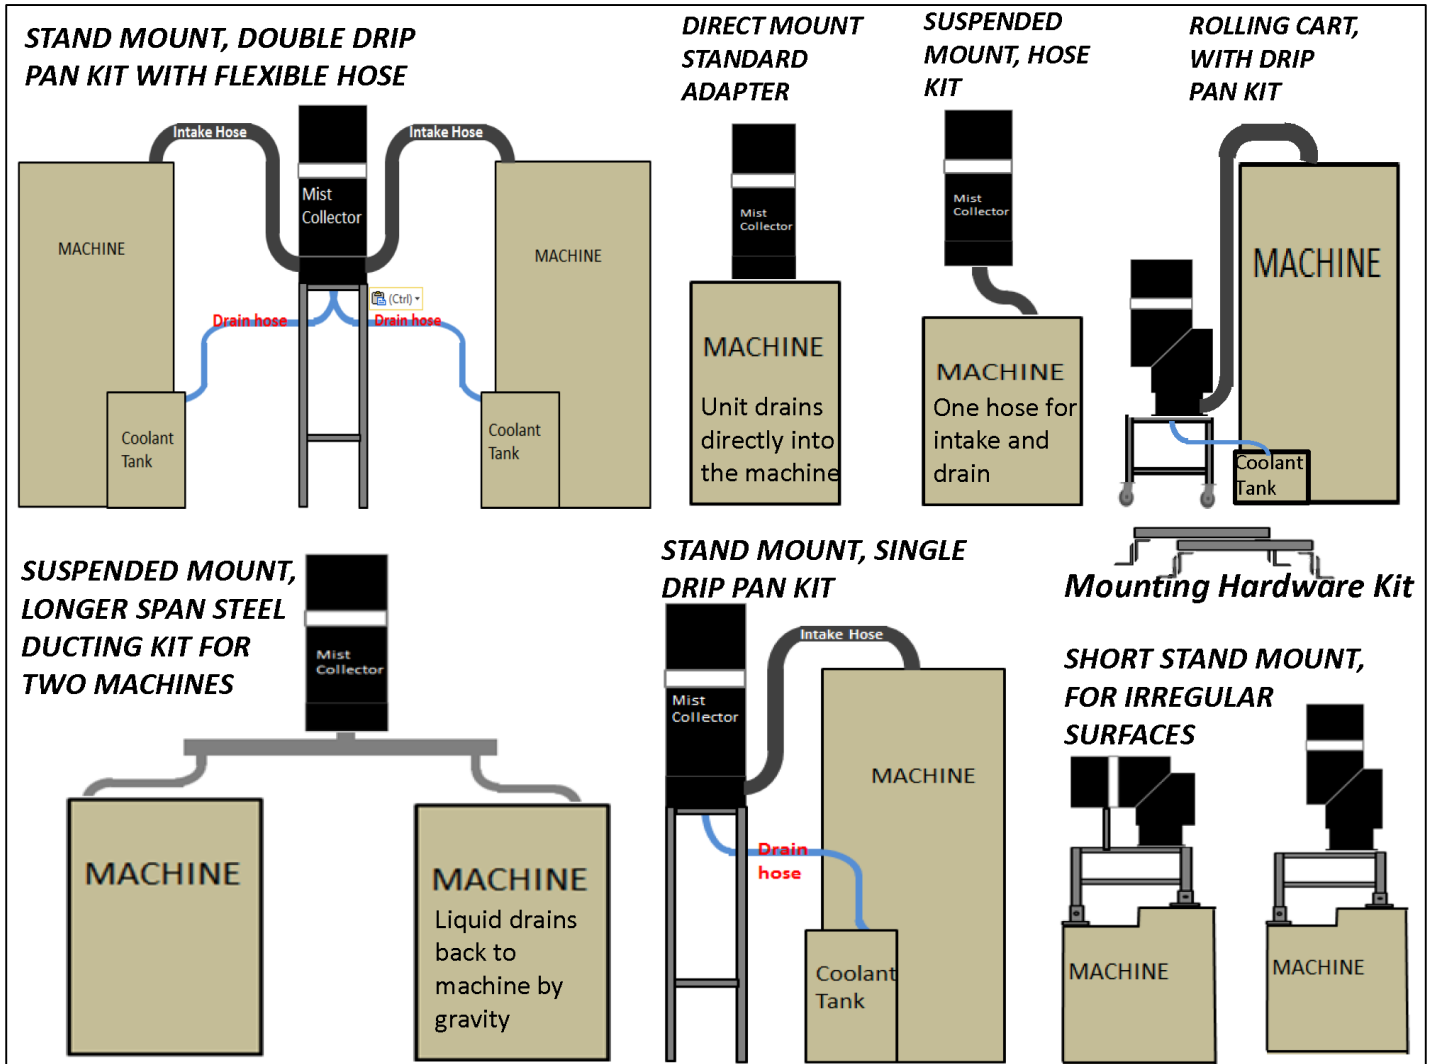 STAND MOUNT, DOUBLE DRIP
PAN KIT WITH FLEXIBLE HOSE
Intake Hose
Intake Hose
Mist
Collector
MACHINE
MACHINE
(Ctrl)
Drain hose
Drain hose
Coolant
Tank
Coolant
Tank
DIRECT MOUNT
STANDARD
ADAPTER
Mist
Collector
MACHINE
Unit drains
directly into
the machine
SUSPENDED
MOUNT, HOSE
KIT
Mist
Collector
MACHINE
One hose for
intake and
drain
ROLLING CART,
WITH DRIP
PAN KIT
MACHINE
Coolant
Tank
Mounting Hardware Kit
SUSPENDED MOUNT,
LONGER SPAN STEEL
DUCTING KIT FOR
TWO MACHINES
Mist
Collector
MACHINE
MACHINE
Liquid drains
back to
machine by
gravity
STAND MOUNT, SINGLE
DRIP PAN KIT
Intake Hose
Mist
Collector
MACHINE
Drain
hose
Coolant
Tank
SHORT STAND MOUNT,
FOR IRREGULAR
SURFACES
MACHINE
MACHINE